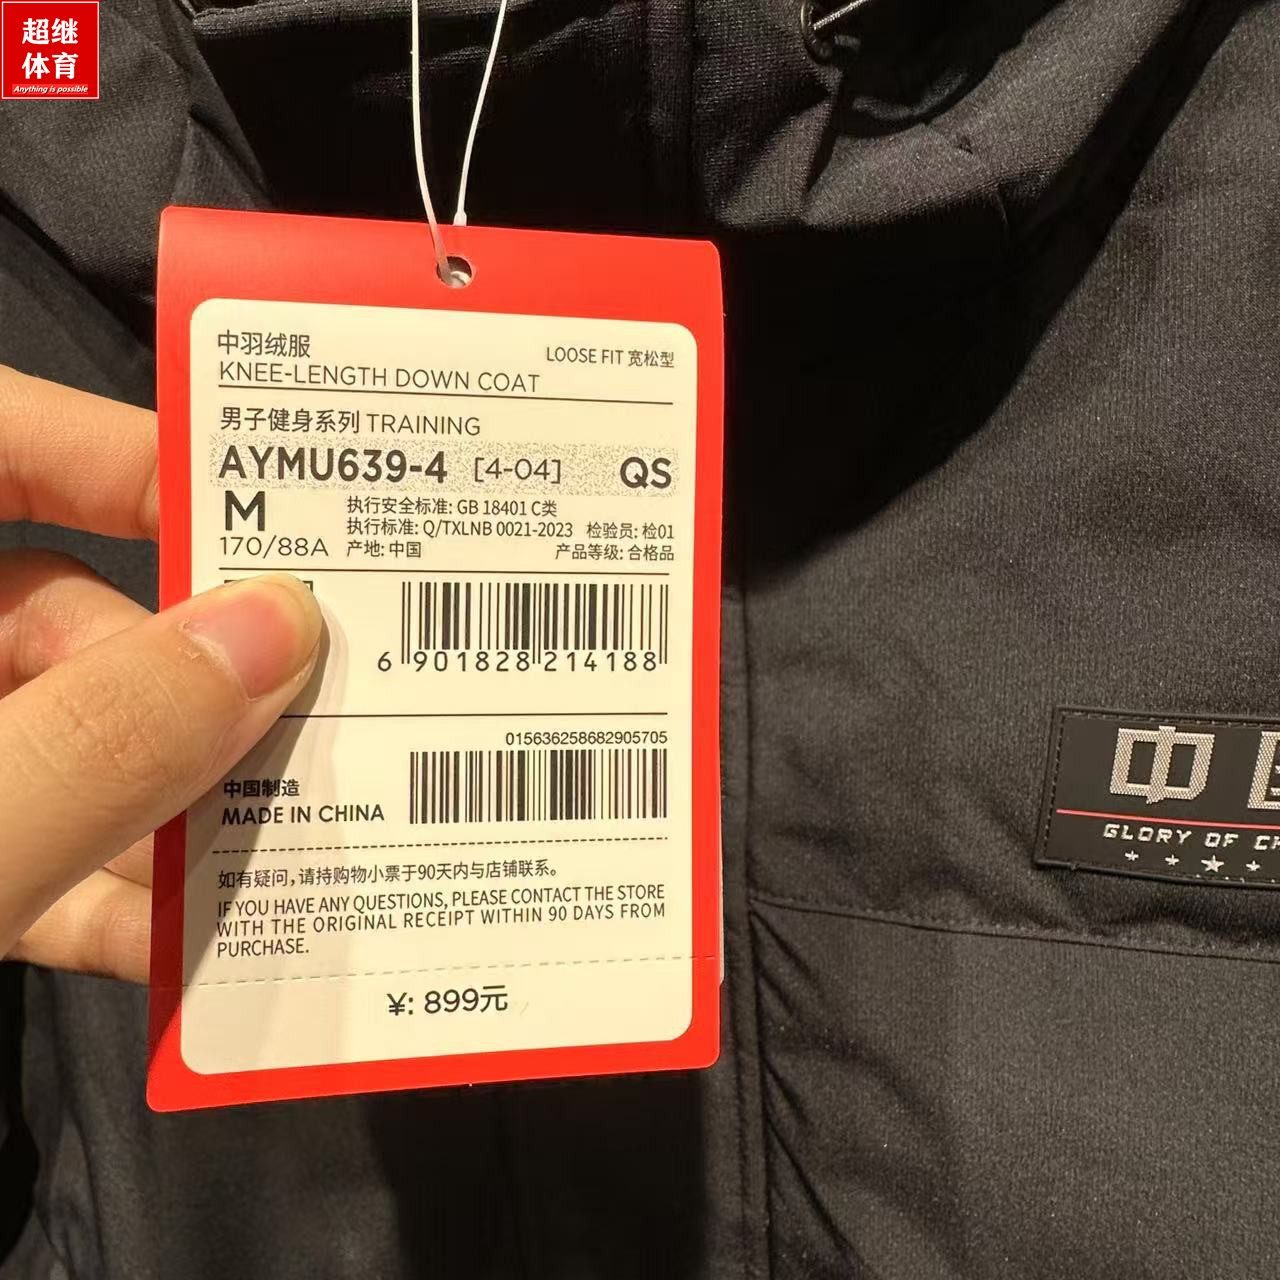 超继
体育
Anything is possible
中羽绒服
KNEE-LENGTH DOWN COAT
LOOSE FIT 宽松型
男子健身系列 TRAINING
AYMU639-4 [4-04] QS
M
170/88A
执行安全标准: GB 18401 C类
执行标准: Q/TXLNB 0021-2023 检验员: 检01
产地: 中国 产品等级: 合格品
6 901828 214188
015636258682905705
中国制造
MADE IN CHINA
如有疑问，请持购物小票于90天内与店铺联系。
IF YOU HAVE ANY QUESTIONS, PLEASE CONTACT THE STORE
WITH THE ORIGINAL RECEIPT WITHIN 90 DAYS FROM
PURCHASE.
¥: 899元
中
GLORY OF CH